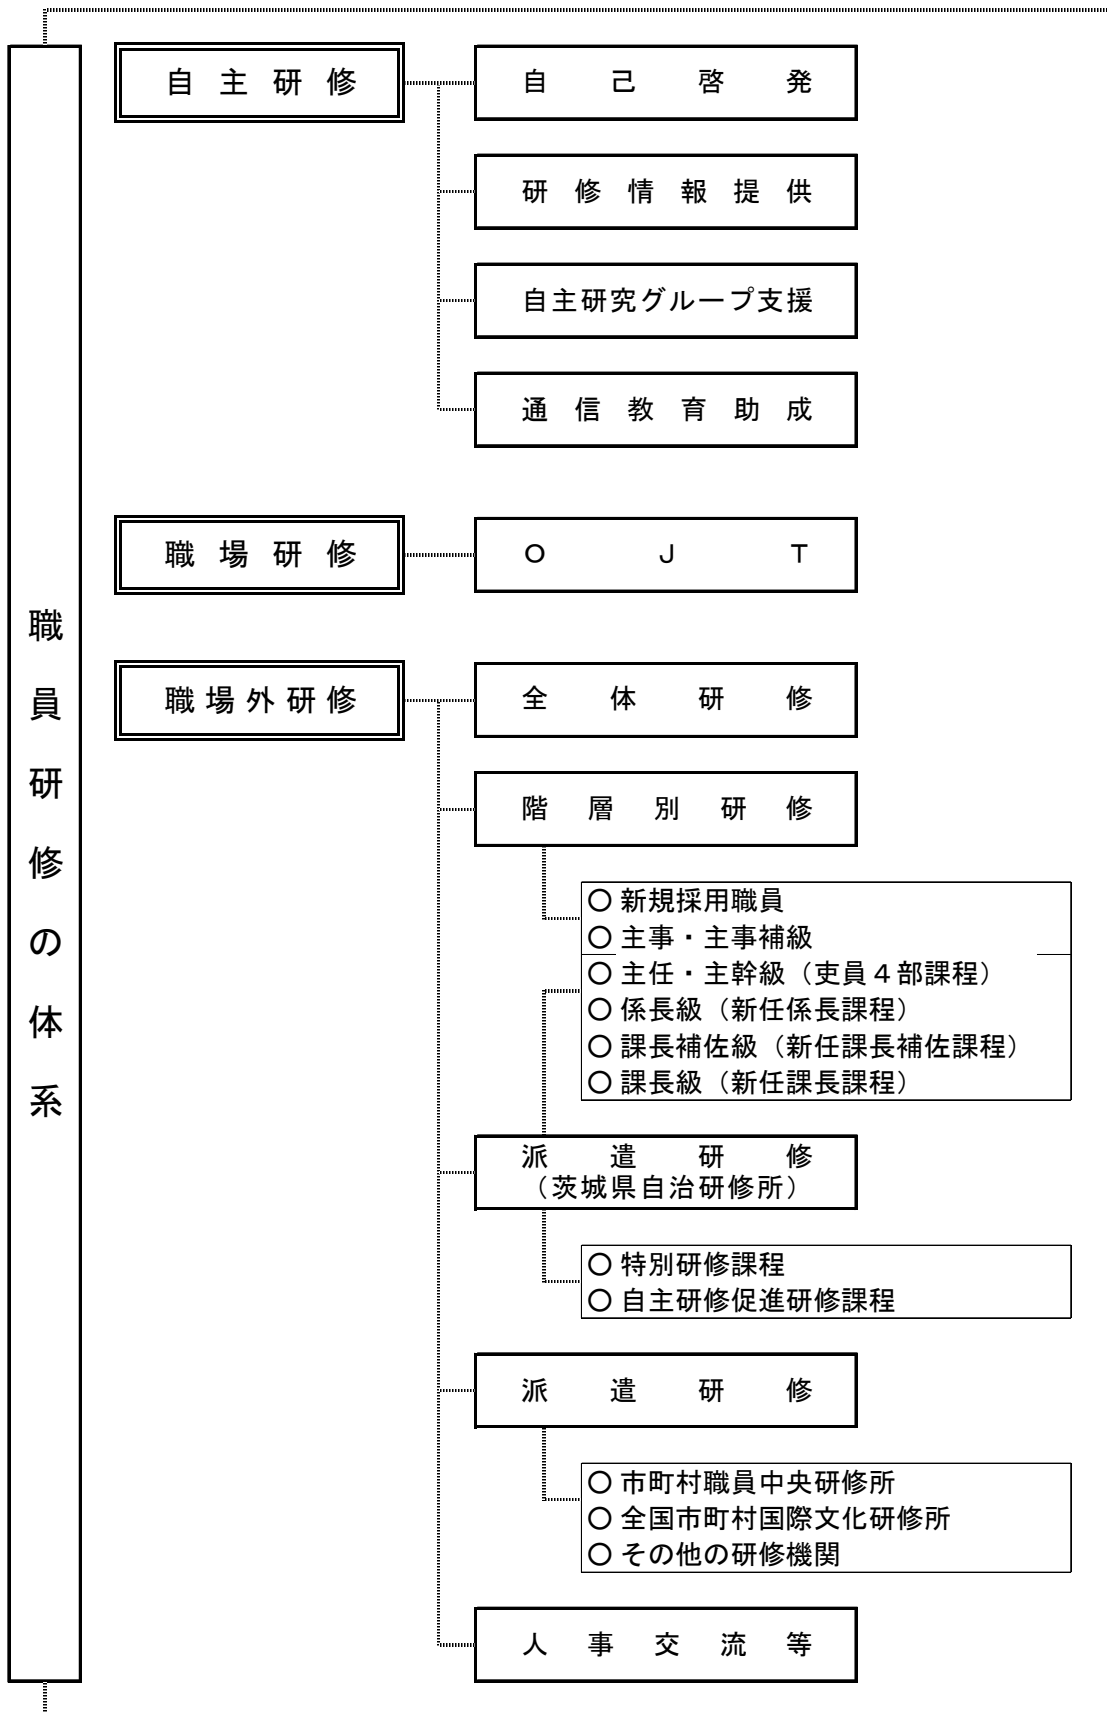 職員研修の体系
自主研修
自己啓発
研修情報提供
自主研究グループ支援
通信教育助成
職場研修
ＯＪＴ
職場外研修
全体研修
階層別研修
○ 新規採用職員
○ 主事・主事補級
○ 主任・主幹級（吏員４部課程）
○ 係長級（新任係長課程）
○ 課長補佐級（新任課長補佐課程）
○ 課長級（新任課長課程）
派遣研修
（茨城県自治研修所）
○ 特別研修課程
○ 自主研修促進研修課程
派遣研修
○ 市町村職員中央研修所
○ 全国市町村国際文化研修所
○ その他の研修機関
人事交流等